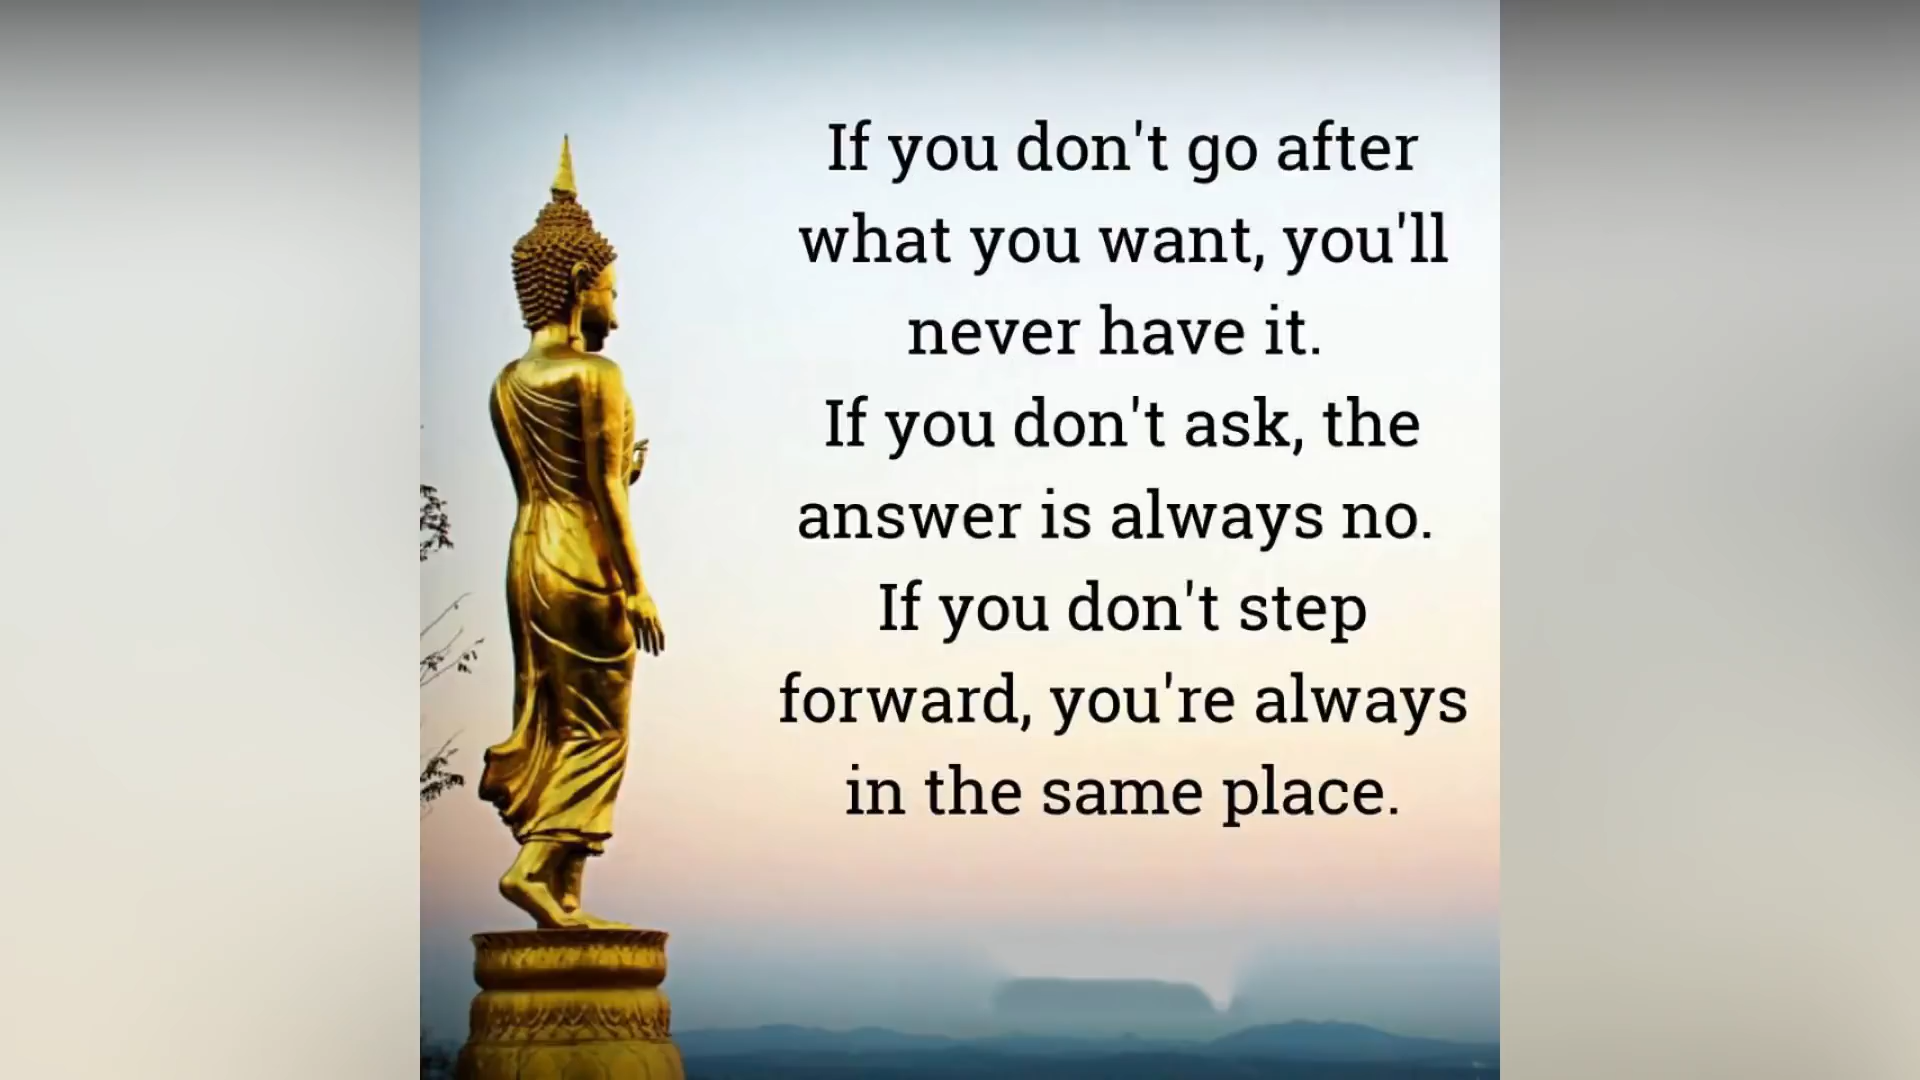 If you don't go after
what you want, you'll
never have it.
If you don't ask, the
answer is always no.
If you don't step
forward, you're always
in the same place.